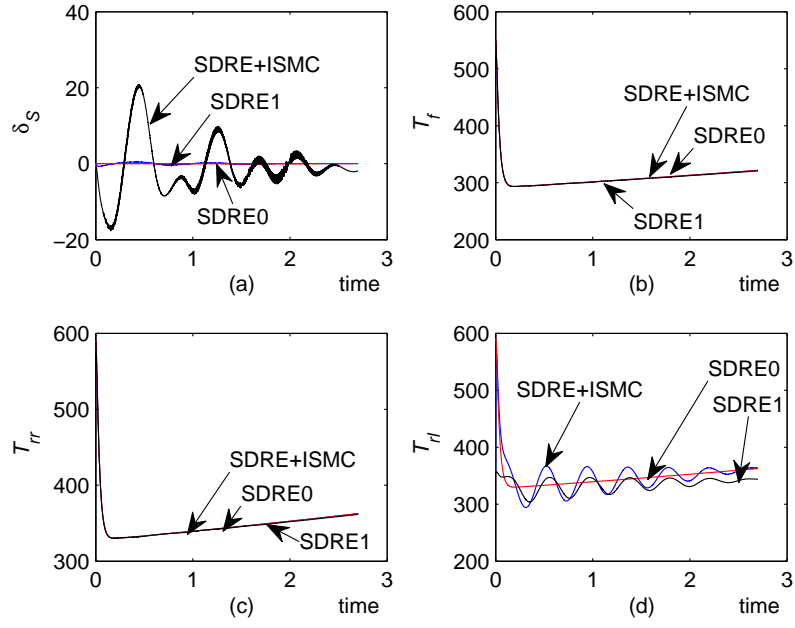 40
20
0
−20
δS
SDRE+ISMC
SDRE1
SDRE0
0
1
2
3
(a)
time
600
500
400
300
200
Tf
SDRE+ISMC
SDRE0
SDRE1
0
1
2
3
(b)
time
600
500
400
300
Trr
SDRE+ISMC
SDRE0
SDRE1
0
1
2
3
(c)
time
600
500
400
300
200
Trl
SDRE+ISMC
SDRE0
SDRE1
0
1
2
3
(d)
time